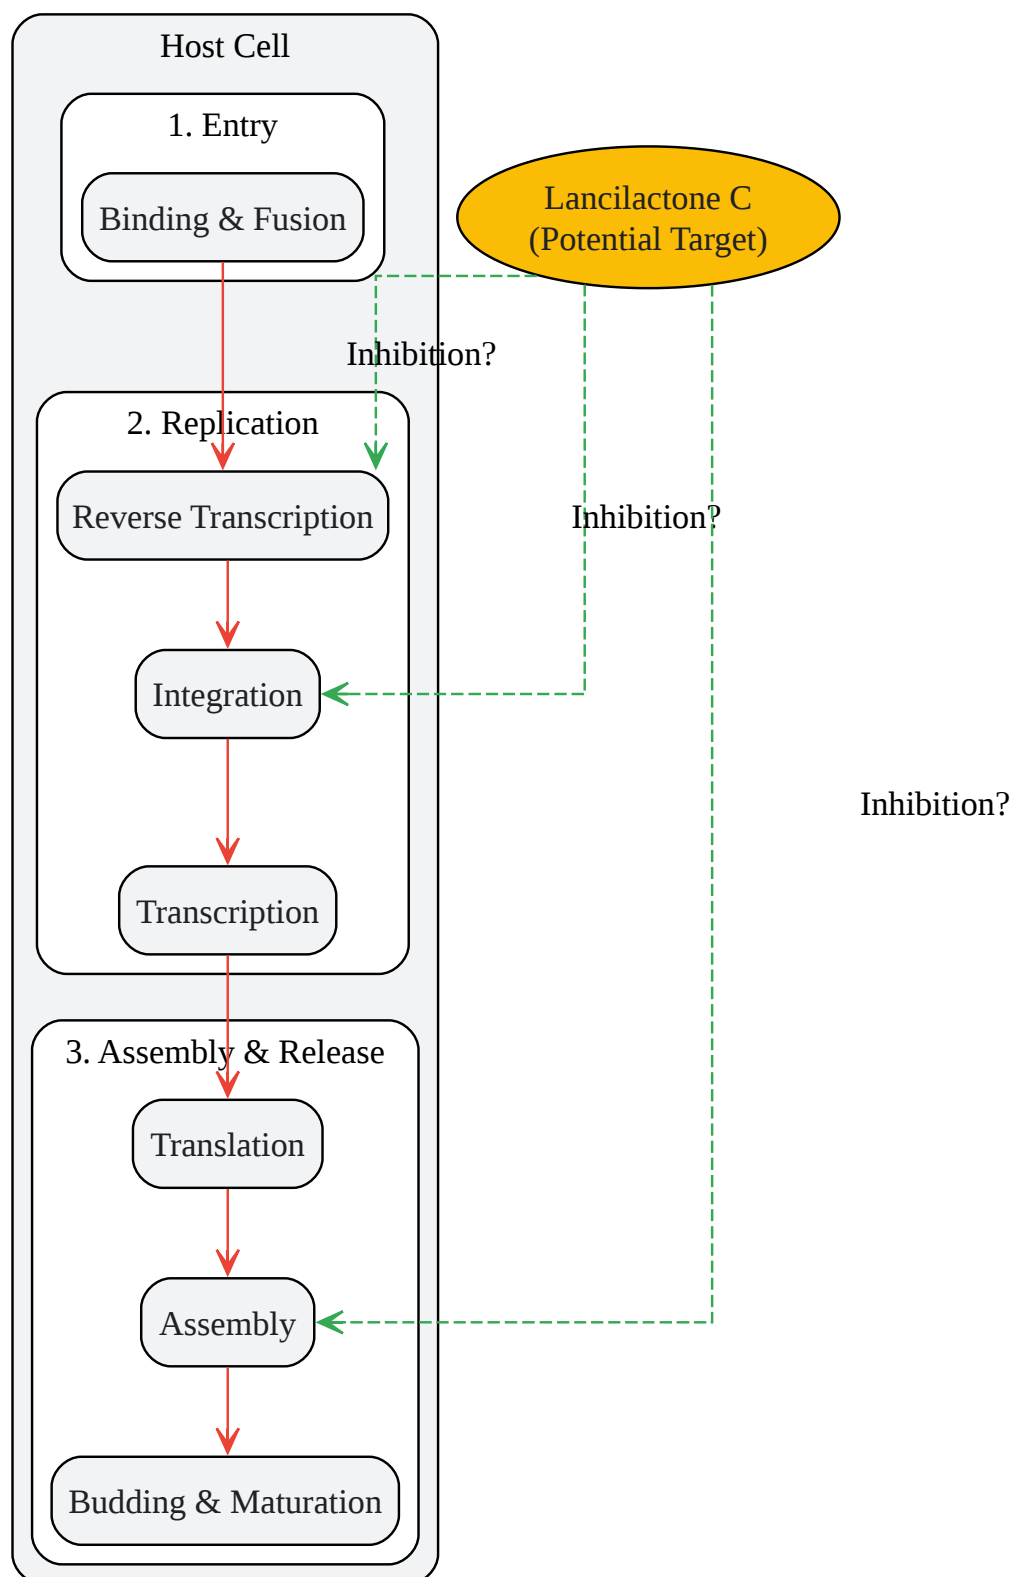 Host Cell
1. Entry
Binding & Fusion
Lancilactone C
(Potential Target)
Inhibition?
2. Replication
Reverse Transcription
Inhibition?
Integration
Inhibition?
Transcription
3. Assembly & Release
Translation
Assembly
Budding & Maturation